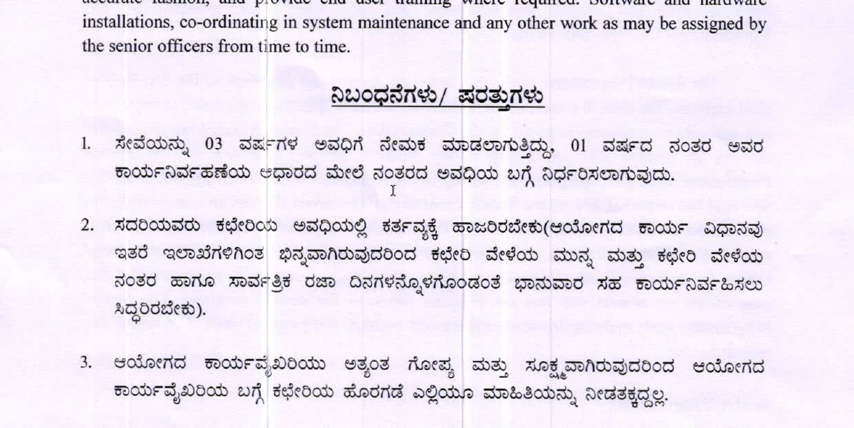 accurate fashion, and provide end user training where required. Software and hardware
installations, co-ordinating in system maintenance and any other work as may be assigned by
the senior officers from time to time.
ನಿಬಂಧನೆಗಳು/ ಷರತ್ತುಗಳು
1. ಸೇವೆಯನ್ನು 03 ವರ್ಷಗಳ ಅವಧಿಗೆ ನೇಮಕ ಮಾಡಲಾಗುತ್ತಿದ್ದು, 01 ವರ್ಷದ ನಂತರ ಅವರ
ಕಾರ್ಯನಿರ್ವಹಣೆಯ ಆಧಾರದ ಮೇಲೆ ನಂತರದ ಅವಧಿಯ ಬಗ್ಗೆ ನಿರ್ಧರಿಸಲಾಗುವುದು.
2. ಸದರಿಯವರು ಕಛೇರಿಯ ಅವಧಿಯಲ್ಲಿ ಕರ್ತವ್ಯಕ್ಕೆ ಹಾಜರಿರಬೇಕು(ಆಯೋಗದ ಕಾರ್ಯ ವಿಧಾನವು
ಇತರೆ ಇಲಾಖೆಗಳಿಗಿಂತ ಭಿನ್ನವಾಗಿರುವುದರಿಂದ ಕಛೇರಿ ವೇಳೆಯ ಮುನ್ನ ಮತ್ತು ಕಛೇರಿ ವೇಳೆಯ
ನಂತರ ಹಾಗೂ ಸಾರ್ವತ್ರಿಕ ರಜಾ ದಿನಗಳನ್ನೊಳಗೊಂಡಂತೆ ಭಾನುವಾರ ಸಹ ಕಾರ್ಯನಿರ್ವಹಿಸಲು
ಸಿದ್ಧರಿರಬೇಕು).
3. ಆಯೋಗದ ಕಾರ್ಯವೈಖರಿಯು ಅತ್ಯಂತ ಗೋಪ್ಯ ಮತ್ತು ಸೂಕ್ಷ್ಮವಾಗಿರುವುದರಿಂದ ಆಯೋಗದ
ಕಾರ್ಯವೈಖರಿಯ ಬಗ್ಗೆ ಕಛೇರಿಯ ಹೊರಗಡೆ ಎಲ್ಲಿಯೂ ಮಾಹಿತಿಯನ್ನು ನೀಡತಕ್ಕದ್ದಲ್ಲ.